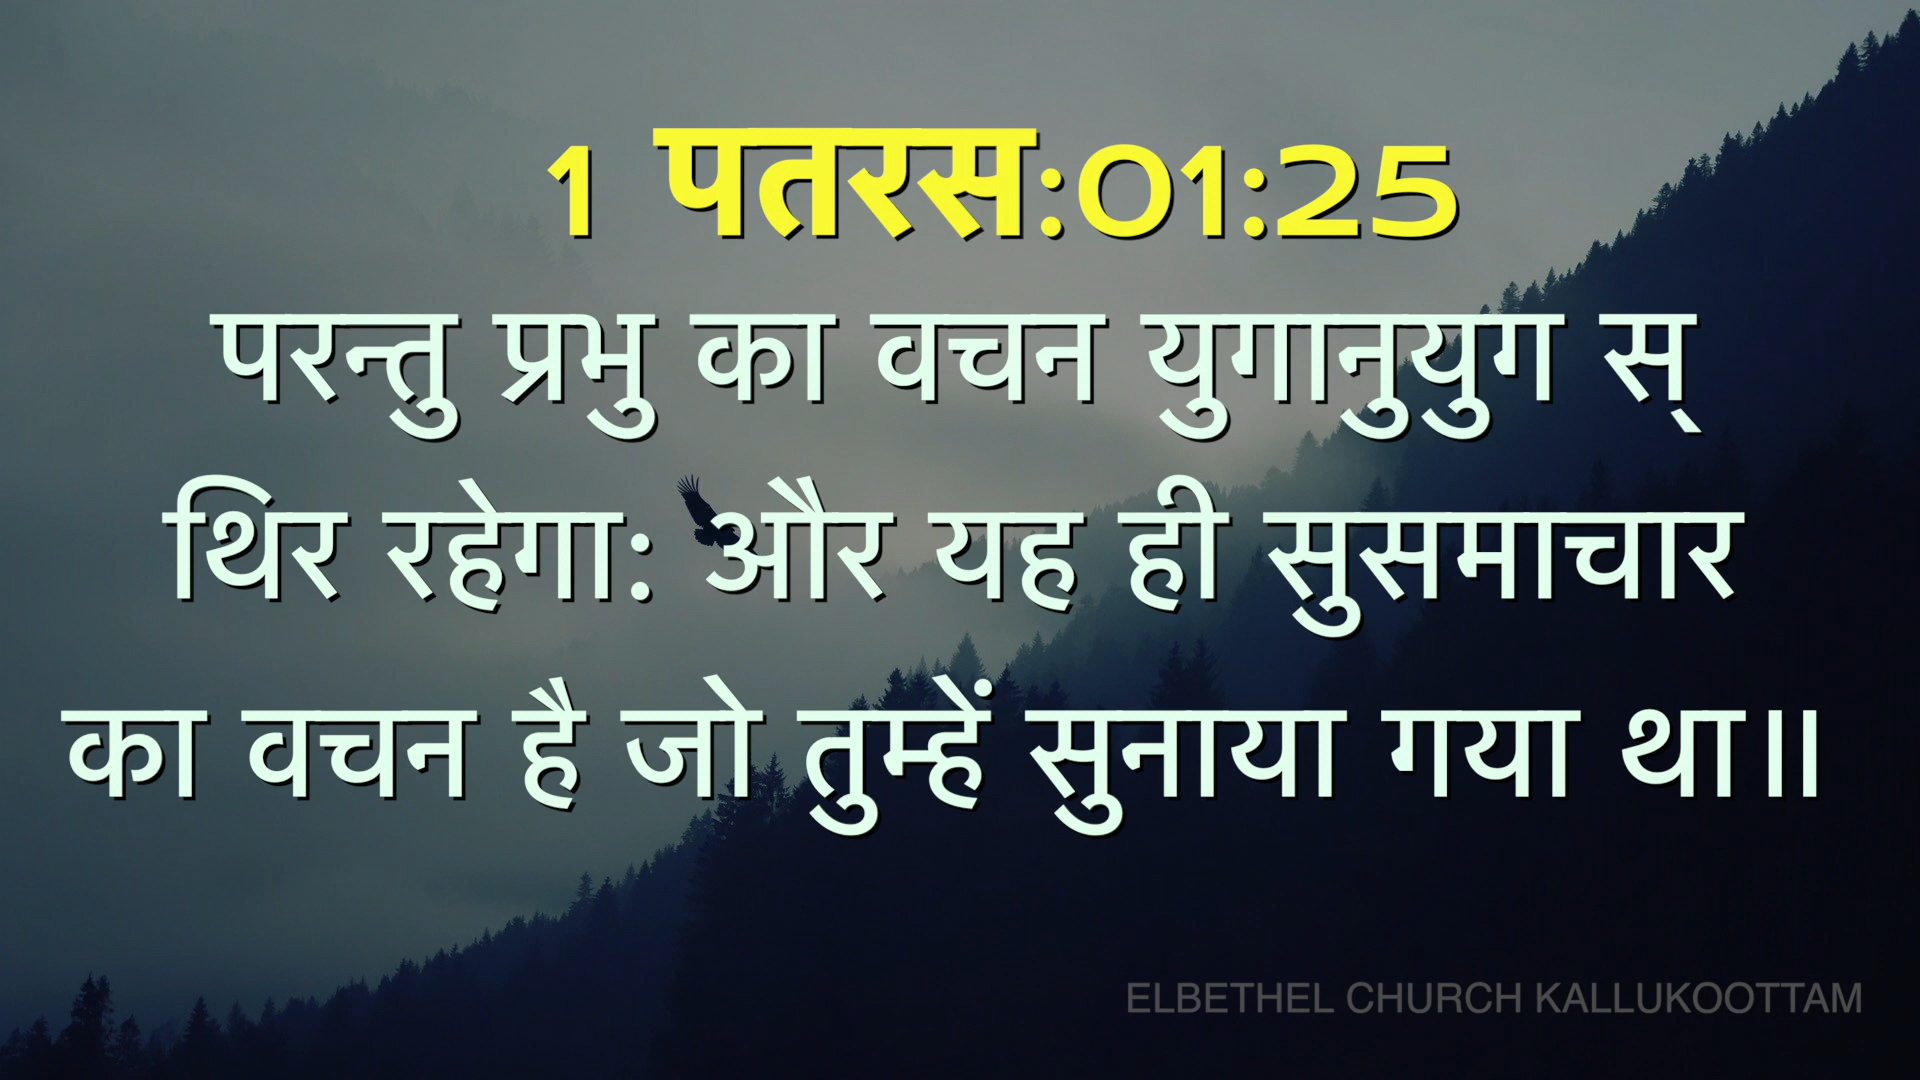 1 पतरस:01:25
परन्तु प्रभु का वचन युगानुयुग स्
थिर रहेगा: और यह ही सुसमाचार
का वचन है जो तुम्हें सुनाया गया था॥
ELBETHEL CHURCH KALLUKOOTTAM